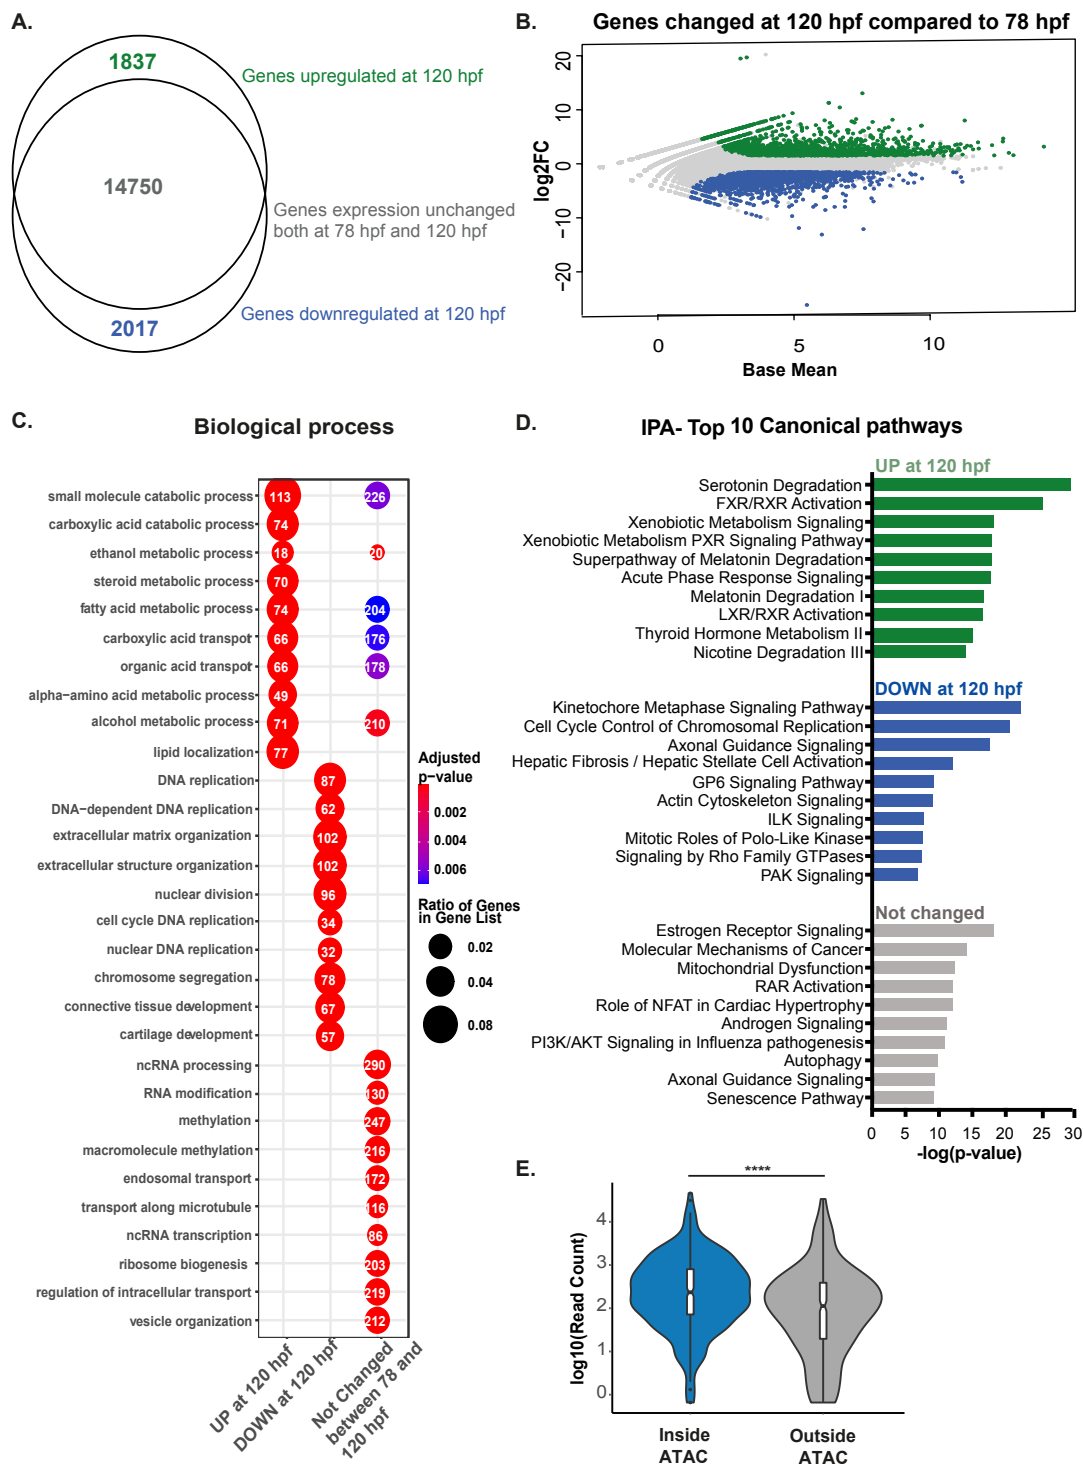 A.
1837
Genes upregulated at 120 hpf
14750
Genes expression unchanged
both at 78 hpf and 120 hpf
2017
Genes downregulated at 120 hpf
B.
Genes changed at 120 hpf compared to 78 hpf
20
10
0
−10
−20
log2FC
0
5
10
Base Mean
C.
Biological process
small molecule catabolic process
113
226
carboxylic acid catabolic process
74
ethanol metabolic process
18
20
steroid metabolic process
70
fatty acid metabolic process
74
204
carboxylic acid transport
66
176
organic acid transport
66
178
alpha−amino acid metabolic process
49
alcohol metabolic process
71
210
lipid localization
77
DNA replication
87
DNA−dependent DNA replication
62
extracellular matrix organization
102
extracellular structure organization
102
nuclear division
96
cell cycle DNA replication
34
nuclear DNA replication
32
chromosome segregation
78
connective tissue development
67
cartilage development
57
ncRNA processing
290
RNA modification
130
methylation
247
macromolecule methylation
216
endosomal transport
172
transport along microtubule
116
ncRNA transcription
86
ribosome biogenesis
203
regulation of intracellular transport
219
vesicle organization
212
UP at 120 hpf
DOWN at 120 hpf
Not Changed
between 78 and
120 hpf
Adjusted
p−value
0.002
0.004
0.006
Ratio of Genes
in Gene List
0.02
0.04
0.08
D.
IPA- Top 10 Canonical pathways
UP at 120 hpf
Serotonin Degradation
FXR/RXR Activation
Xenobiotic Metabolism Signaling
Xenobiotic Metabolism PXR Signaling Pathway
Superpathway of Melatonin Degradation
Acute Phase Response Signaling
Melatonin Degradation I
LXR/RXR Activation
Thyroid Hormone Metabolism II
Nicotine Degradation III
DOWN at 120 hpf
Kinetochore Metaphase Signaling Pathway
Cell Cycle Control of Chromosomal Replication
Axonal Guidance Signaling
Hepatic Fibrosis / Hepatic Stellate Cell Activation
GP6 Signaling Pathway
Actin Cytoskeleton Signaling
ILK Signaling
Mitotic Roles of Polo-Like Kinase
Signaling by Rho Family GTPases
PAK Signaling
Not changed
Estrogen Receptor Signaling
Molecular Mechanisms of Cancer
Mitochondrial Dysfunction
RAR Activation
Role of NFAT in Cardiac Hypertrophy
Androgen Signaling
PI3K/AKT Signaling in Influenza pathogenesis
Autophagy
Axonal Guidance Signaling
Senescence Pathway
0 5 10 15 20 25 30
-log(p-value)
E.
****
4
3
2
1
0
log10(Read Count)
Inside
ATAC
Outside
ATAC